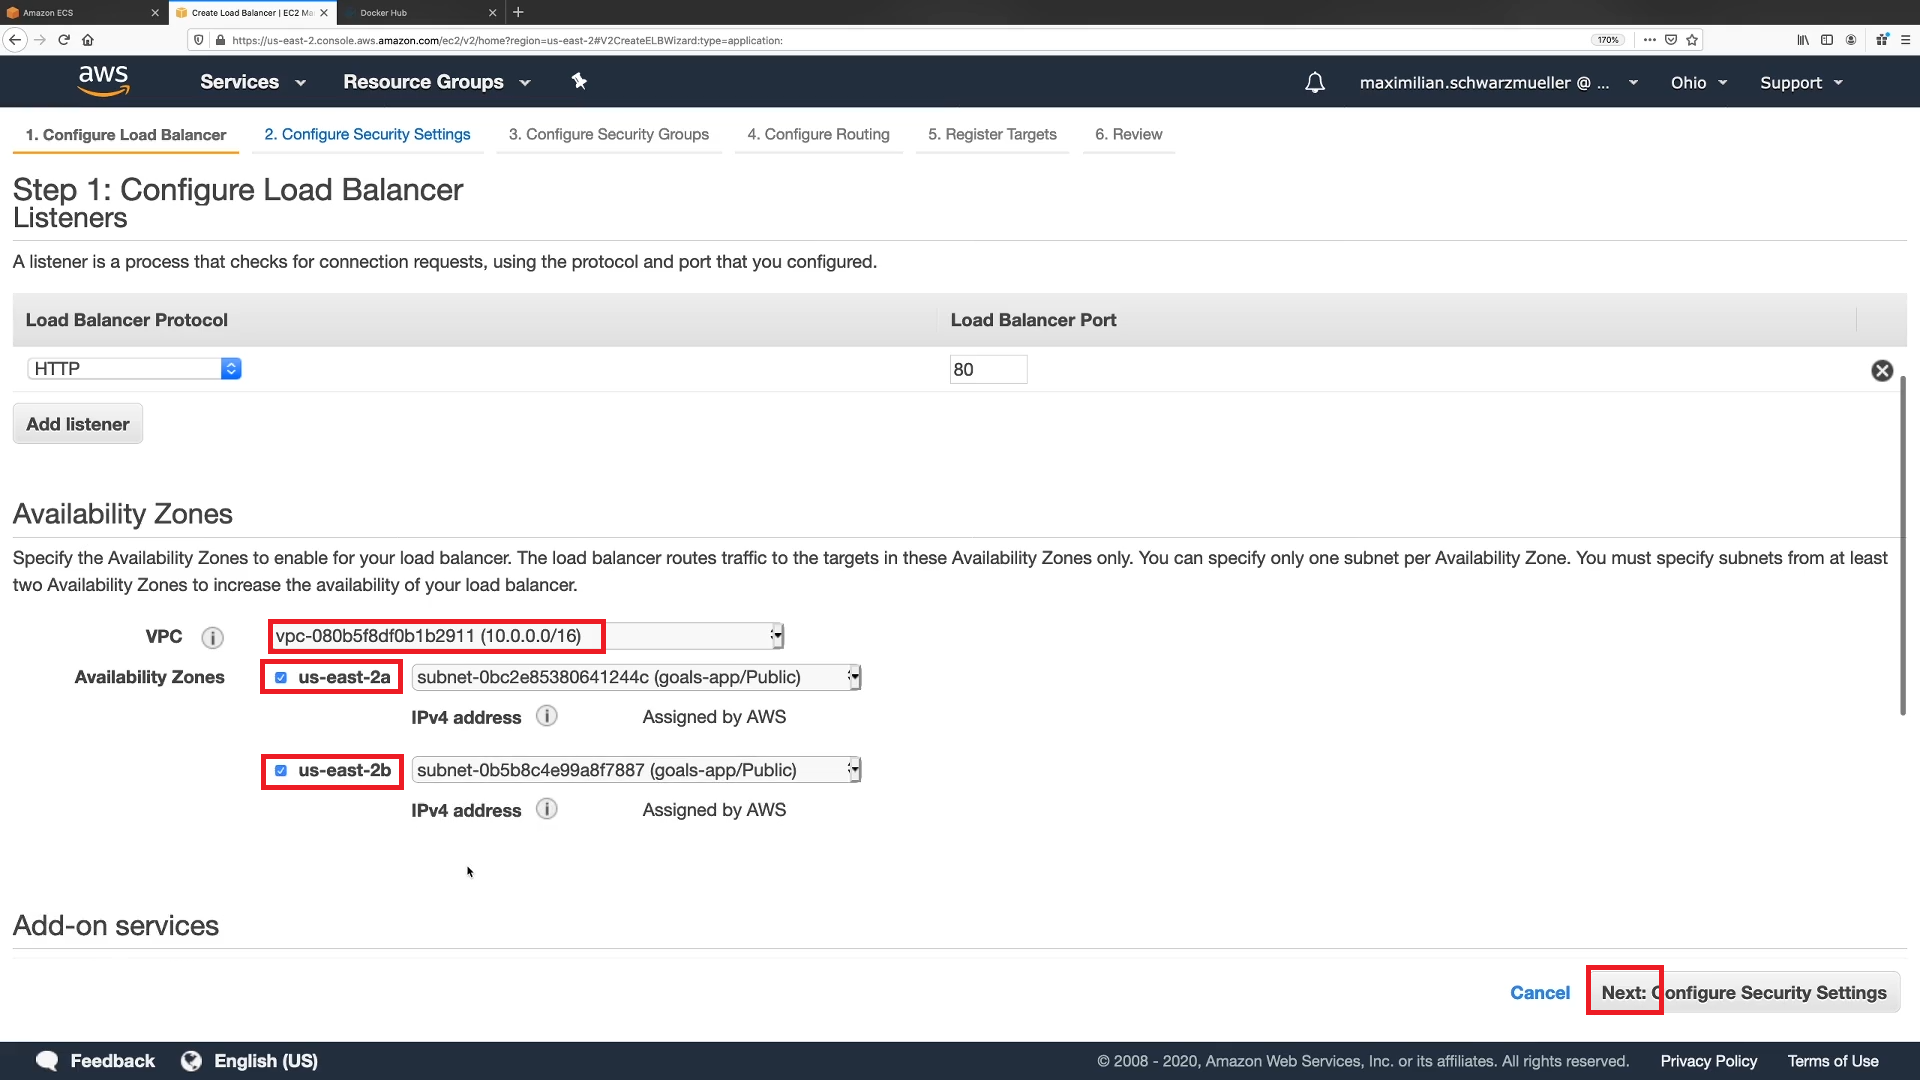 Amazon ECS
Create Load Balancer | EC2 Ma
Docker Hub
https://us-east-2.console.aws.amazon.com/ec2/v2/home?region=us-east-2#V2CreateELBWizard:type=application:
170%
aws
Services
Resource Groups
maximilian.schwarzmueller @ ...
Ohio
Support
1. Configure Load Balancer
2. Configure Security Settings
3. Configure Security Groups
4. Configure Routing
5. Register Targets
6. Review
Step 1: Configure Load Balancer
Listeners
A listener is a process that checks for connection requests, using the protocol and port that you configured.
Load Balancer Protocol
Load Balancer Port
HTTP
80
Add listener
Availability Zones
Specify the Availability Zones to enable for your load balancer. The load balancer routes traffic to the targets in these Availability Zones only. You can specify only one subnet per Availability Zone. You must specify subnets from at least
two Availability Zones to increase the availability of your load balancer.
VPC
vpc-080b5f8df0b1b2911 (10.0.0.0/16)
Availability Zones
us-east-2a
subnet-0bc2e85380641244c (goals-app/Public)
IPv4 address
Assigned by AWS
us-east-2b
subnet-0b5b8c4e99a8f7887 (goals-app/Public)
IPv4 address
Assigned by AWS
Add-on services
Cancel
Next: Configure Security Settings
Feedback
English (US)
© 2008 - 2020, Amazon Web Services, Inc. or its affiliates. All rights reserved.
Privacy Policy
Terms of Use